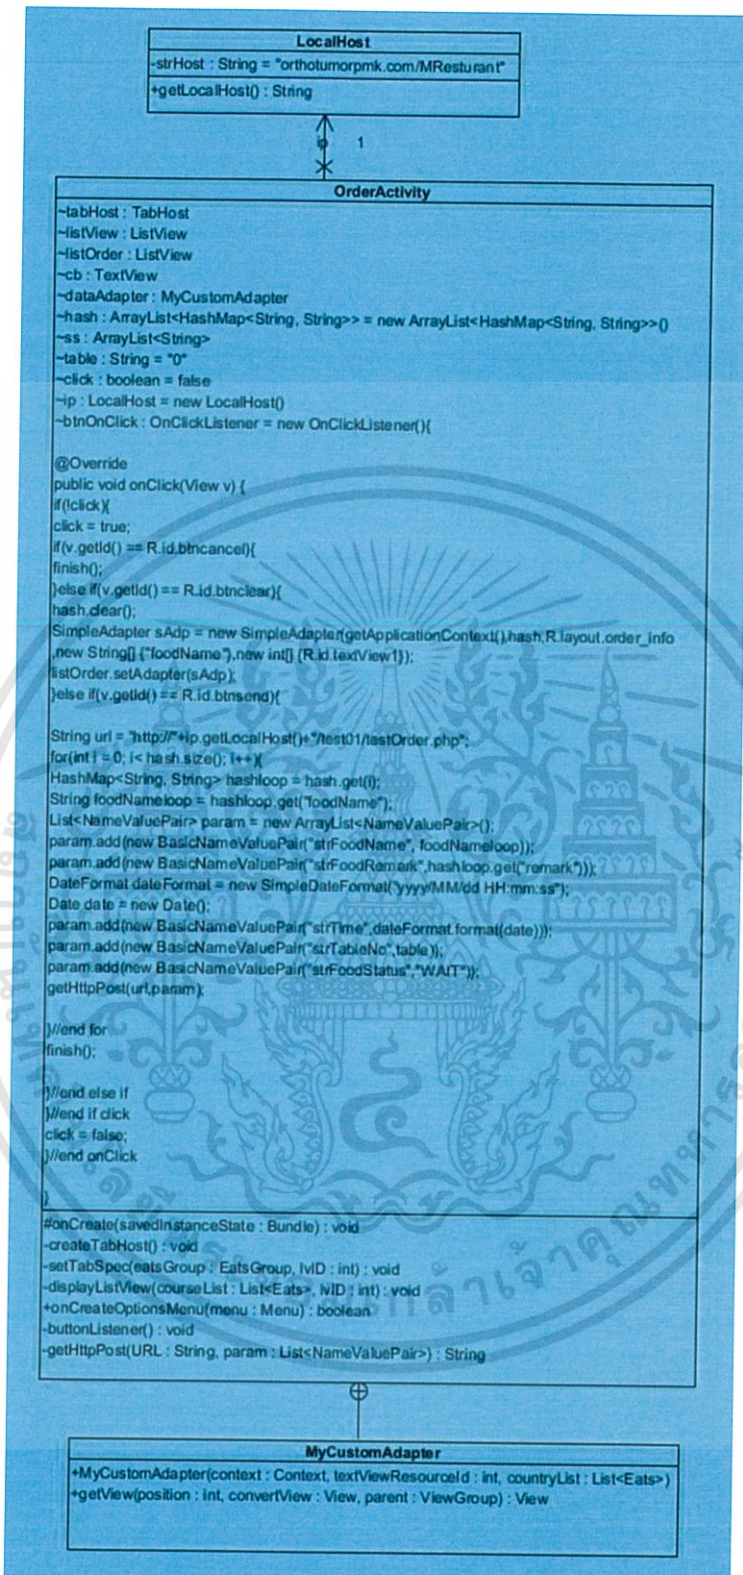 LocalHost
-strHost : String = "orthotumorpmk.com/MResturant"
+getLocalHost() : String
ip 1
OrderActivity
~tabHost : TabHost
~listView : ListView
~listOrder : ListView
~cb : TextView
~dataAdapter : MyCustomAdapter
~hash : ArrayList<HashMap<String, String>> = new ArrayList<HashMap<String, String>>()
~ss : ArrayList<String>
~table : String = "0"
~click : boolean = false
~ip : LocalHost = new LocalHost()
~btnOnClick : OnClickListener = new OnClickListener(){
@Override
public void onClick(View v) {
if(!click){
click = true;
if(v.getId() == R.id.btncancel){
finish();
}else if(v.getId() == R.id.btnclear){
hash.clear();
SimpleAdapter sAdp = new SimpleAdapter(getApplicationContext(),hash,R.layout.order_info
,new String[] {"foodName"},new int[] {R.id.textView1});
listOrder.setAdapter(sAdp);
}else if(v.getId() == R.id.btnsend){
String url = "http://"+ip.getLocalHost()+"/test01/testOrder.php";
for(int i = 0; i< hash.size(); i++){
HashMap<String, String> hashloop = hash.get(i);
String foodNameloop = hashloop.get("foodName");
List<NameValuePair> param = new ArrayList<NameValuePair>();
param.add(new BasicNameValuePair("strFoodName", foodNameloop));
param.add(new BasicNameValuePair("strFoodRemark",hashloop.get("remark")));
DateFormat dateFormat = new SimpleDateFormat("yyyy/MM/dd HH:mm:ss");
Date date = new Date();
param.add(new BasicNameValuePair("strTime",dateFormat.format(date)));
param.add(new BasicNameValuePair("strTableNo",table));
param.add(new BasicNameValuePair("strFoodStatus","WAIT"));
getHttpPost(url,param);
}//end for
finish();
}//end else if
}//end if click
click = false;
}//end onClick
}
#onCreate(savedInstanceState : Bundle) : void
-createTabHost() : void
-setTabSpec(eatsGroup : EatsGroup, lvID : int) : void
-displayListView(courseList : List<Eats>, lvID : int) : void
+onCreateOptionsMenu(menu : Menu) : boolean
-buttonListener() : void
-getHttpPost(URL : String, param : List<NameValuePair>) : String
MyCustomAdapter
+MyCustomAdapter(context : Context, textViewResourceId : int, countryList : List<Eats>)
+getView(position : int, convertView : View, parent : ViewGroup) : View